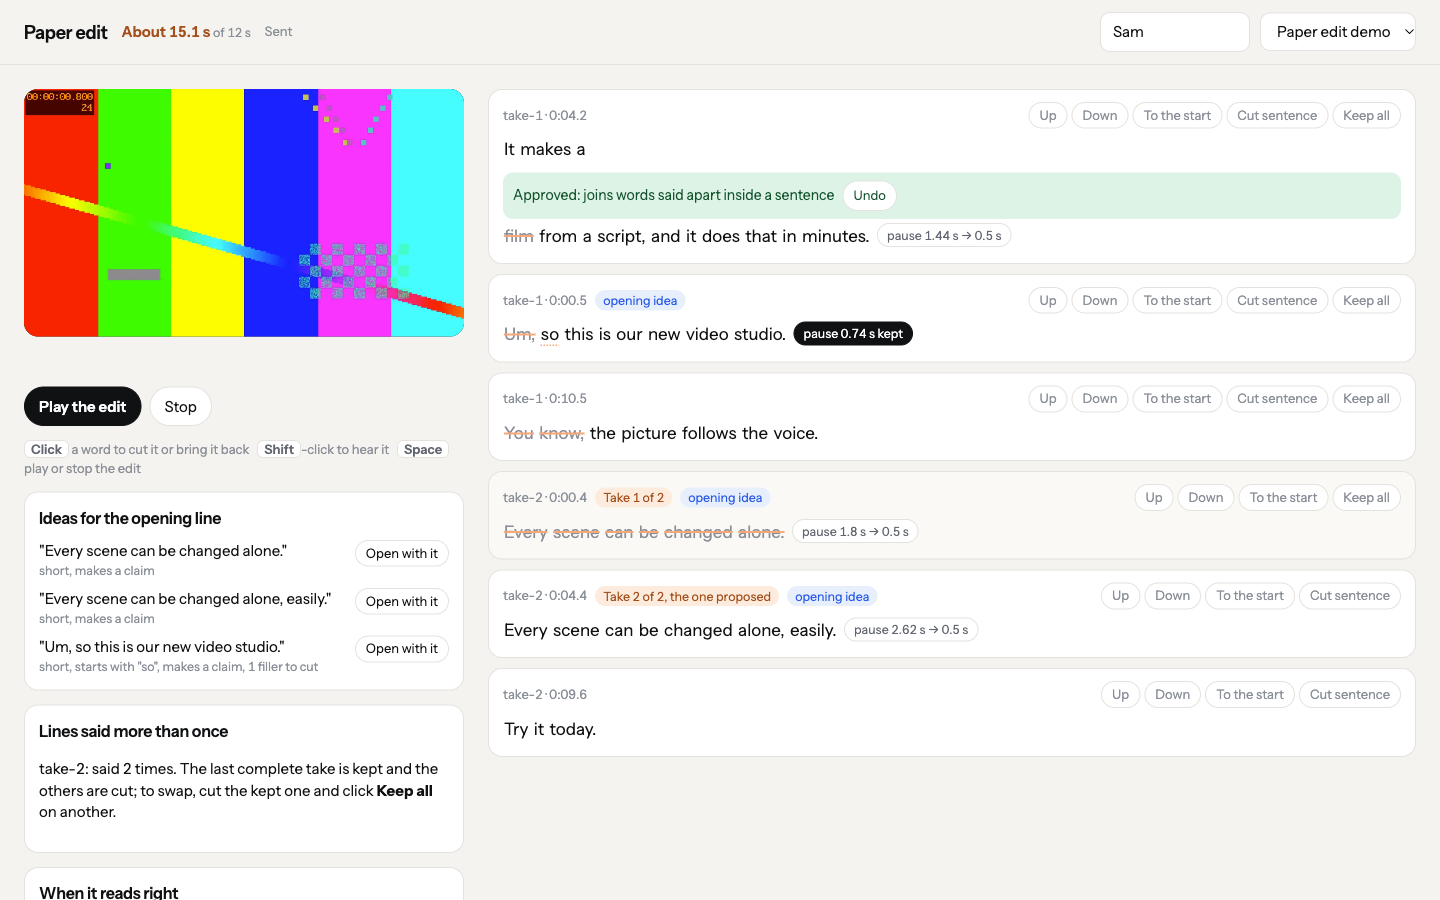 Paper edit About 15.1 s of 12 s Sent Sam Paper edit demo
00:00:00.800
24
Play the edit Stop
Click a word to cut it or bring it back Shift -click to hear it Space
play or stop the edit
Ideas for the opening line
"Every scene can be changed alone." Open with it
short, makes a claim
"Every scene can be changed alone, easily." Open with it
short, makes a claim
"Um, so this is our new video studio." Open with it
short, starts with "so", makes a claim, 1 filler to cut
Lines said more than once
take-2: said 2 times. The last complete take is kept and the
others are cut; to swap, cut the kept one and click Keep all
on another.
When it reads right
take-1 · 0:04.2 Up Down To the start Cut sentence Keep all
It makes a
Approved: joins words said apart inside a sentence Undo
film from a script, and it does that in minutes. pause 1.44 s → 0.5 s
take-1 · 0:00.5 opening idea Up Down To the start Cut sentence Keep all
Um, so this is our new video studio. pause 0.74 s kept
take-1 · 0:10.5 Up Down To the start Cut sentence Keep all
You know, the picture follows the voice.
take-2 · 0:00.4 Take 1 of 2 opening idea Up Down To the start Keep all
Every scene can be changed alone. pause 1.8 s → 0.5 s
take-2 · 0:04.4 Take 2 of 2, the one proposed opening idea Up Down To the start Cut sentence
Every scene can be changed alone, easily. pause 2.62 s → 0.5 s
take-2 · 0:09.6 Up Down To the start Cut sentence
Try it today.